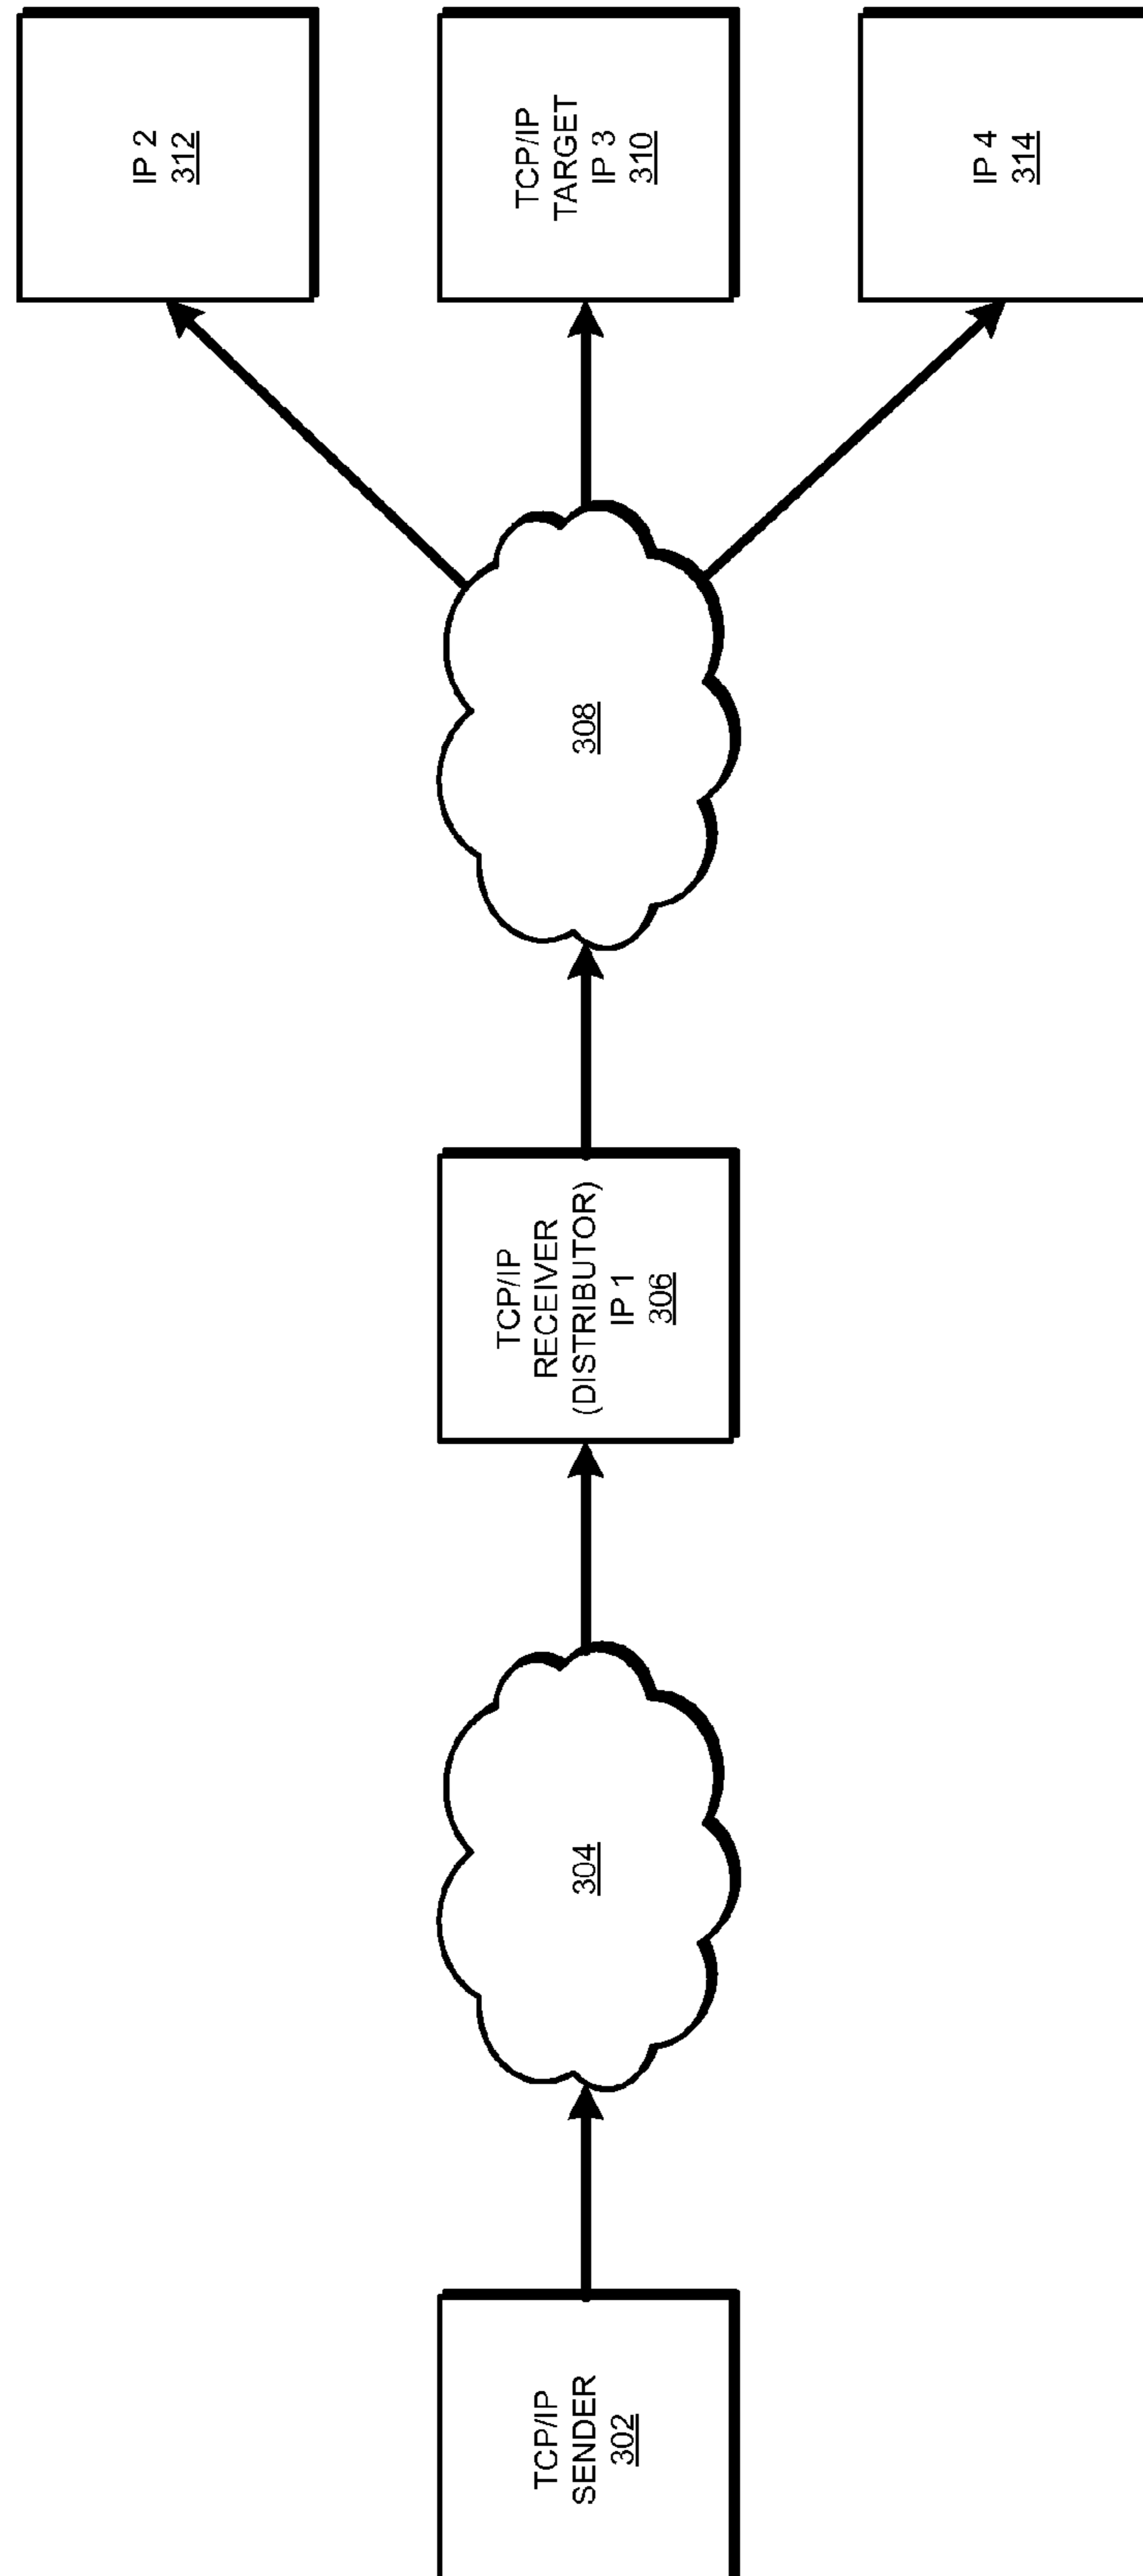 TCP/IP
SENDER
302
304
TCP/IP
RECEIVER
(DISTRIBUTOR)
IP 1
306
308
IP 2
312
TCP/IP
TARGET
IP 3
310
IP 4
314